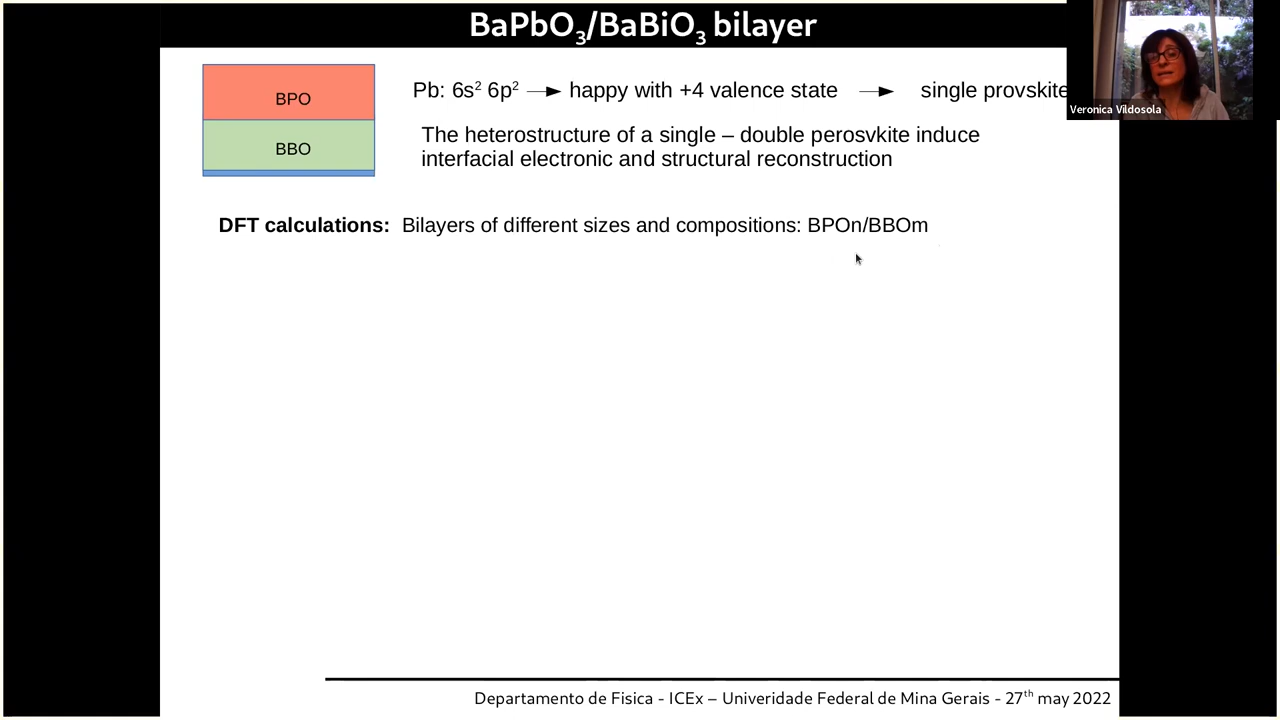 BaPbO3/BaBiO3 bilayer
BPO
BBO
Pb: 6s2 6p2 → happy with +4 valence state → single provskite
Veronica Vildosola
The heterostructure of a single – double perosvkite induce
interfacial electronic and structural reconstruction
DFT calculations: Bilayers of different sizes and compositions: BPOn/BBOm
Departamento de Fisica - ICEx – Univeridade Federal de Mina Gerais - 27th may 2022